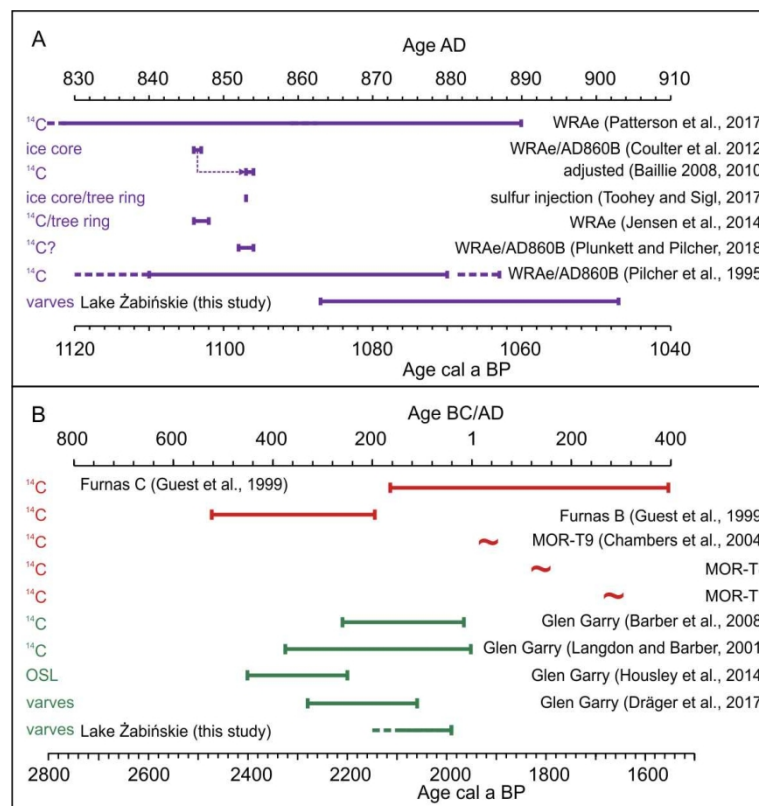 A
Age AD
830 840 850 860 870 880 890 900 910
14C WRAe (Patterson et al., 2017
ice core WRAe/AD860B (Coulter et al. 2012
14C adjusted (Baillie 2008, 2010
ice core/tree ring sulfur injection (Toohey and Sigl, 2017
14C/tree ring WRAe (Jensen et al., 2014
14C? WRAe/AD860B (Plunkett and Pilcher, 2018
14C WRAe/AD860B (Pilcher et al., 1995
varves Lake Żabińskie (this study)
1120 1100 1080 1060 1040
Age cal a BP
B
Age BC/AD
800 600 400 200 1 200 400
14C Furnas C (Guest et al., 1999)
14C Furnas B (Guest et al., 1999
14C MOR-T9 (Chambers et al., 2004
14C MOR-T
14C MOR-T
14C Glen Garry (Barber et al., 2008
14C Glen Garry (Langdon and Barber, 2001
OSL Glen Garry (Housley et al., 2014
varves Glen Garry (Dräger et al., 2017
varves Lake Żabińskie (this study)
2800 2600 2400 2200 2000 1800 1600
Age cal a BP